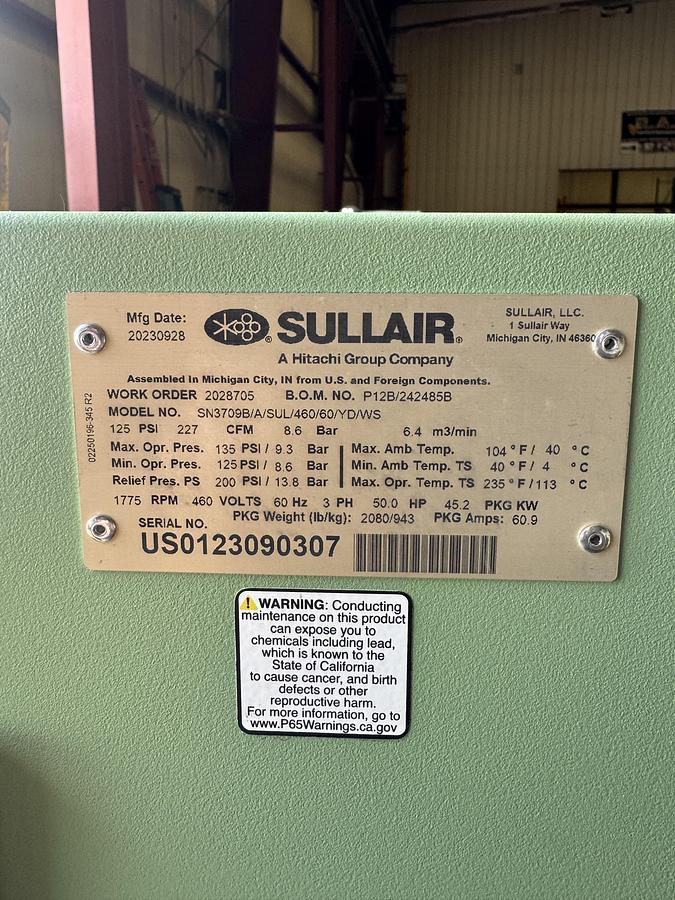 Mfg Date:
20230928
SULLAIR®
A Hitachi Group Company
SULLAIR, LLC.
1 Sullair Way
Michigan City, IN 46360
Assembled In Michigan City, IN from U.S. and Foreign Components.
WORK ORDER 2028705 B.O.M. NO. P12B/242485B
MODEL NO. SN3709B/A/SUL/460/60/YD/WS
125 PSI 227 CFM 8.6 Bar 6.4 m3/min
Max. Opr. Pres. 135 PSI / 9.3 Bar Max. Amb Temp. 104 ° F / 40 ° C
Min. Opr. Pres. 125 PSI / 8.6 Bar Min. Amb Temp. TS 40 ° F / 4 ° C
Relief Pres. PS 200 PSI / 13.8 Bar Max. Opr. Temp. TS 235 ° F / 113 ° C
1775 RPM 460 VOLTS 60 Hz 3 PH 50.0 HP 45.2 PKG KW
PKG Weight (lb/kg): 2080/943 PKG Amps: 60.9
SERIAL NO.
US0123090307
02250196-345 R2
WARNING: Conducting
maintenance on this product
can expose you to
chemicals including lead,
which is known to the
State of California
to cause cancer, and birth
defects or other
reproductive harm.
For more information, go to
www.P65Warnings.ca.gov